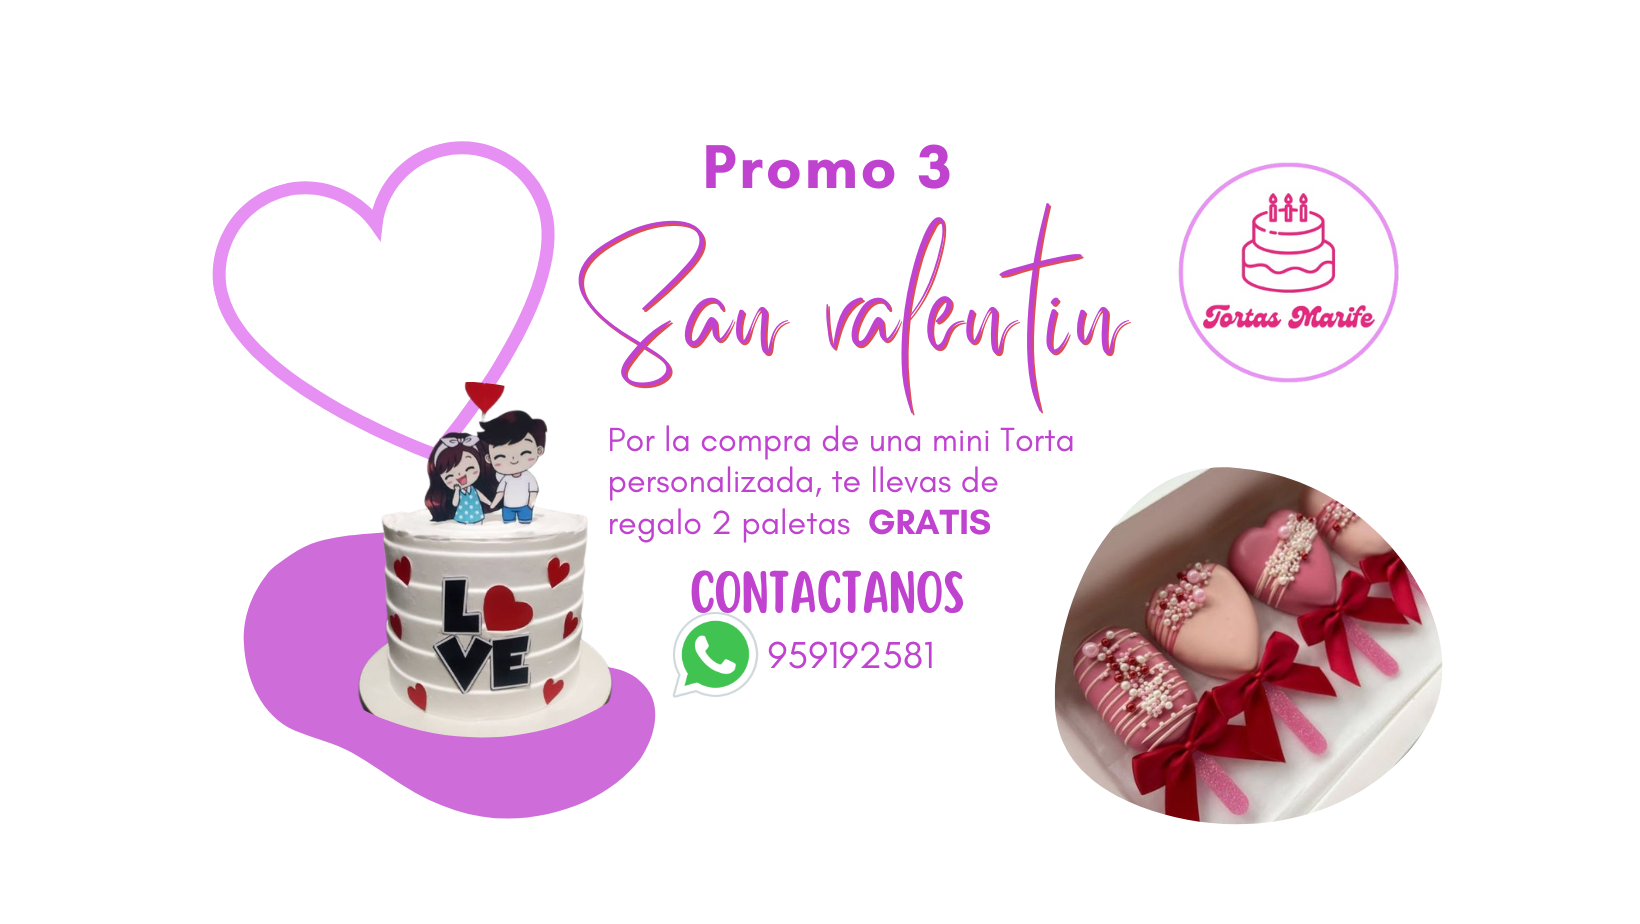 Promo 3
San valentin
Tortas Marife
Por la compra de una mini Torta
personalizada, te llevas de
regalo 2 paletas GRATIS
LOVE
CONTACTANOS
959192581